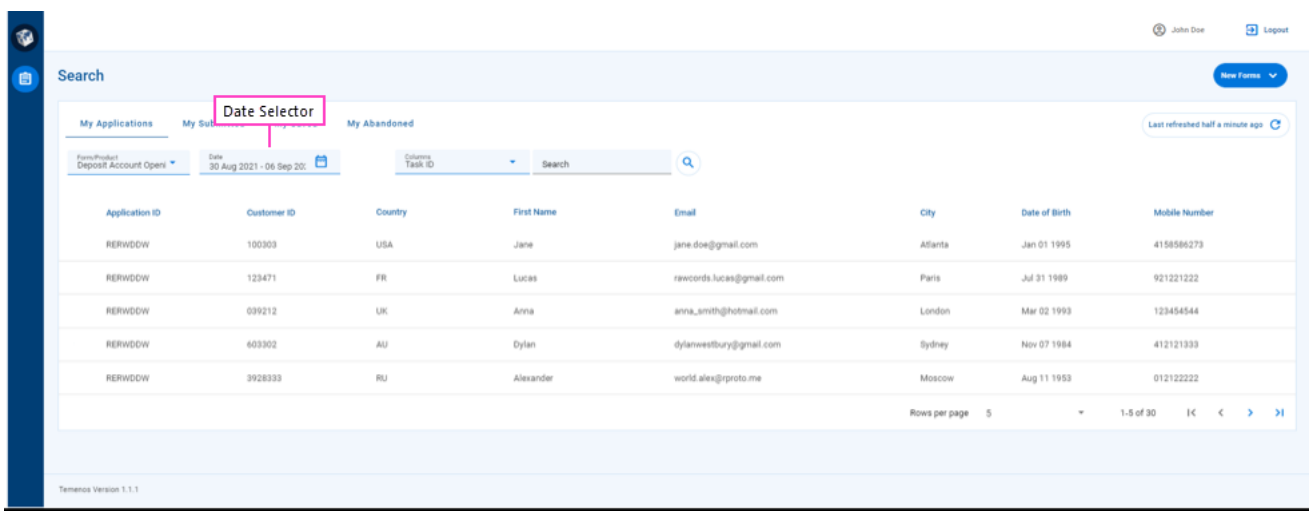 John Doe Logout
Search New Forms
Date Selector
My Applications My Sub My Abandoned Last refreshed half a minute ago
Form/Product Date Columns
Deposit Account Openi 30 Aug 2021 - 06 Sep 20 Task ID Search
Application ID Customer ID Country First Name Email City Date of Birth Mobile Number
RERWDDW 100303 USA Jane jane.doe@gmail.com Atlanta Jan 01 1995 4158586273
RERWDDW 123471 FR Lucas rawcords.lucas@gmail.com Paris Jul 31 1989 921221222
RERWDDW 039212 UK Anna anna_smith@hotmail.com London Mar 02 1993 123454544
RERWDDW 603302 AU Dylan dylanwestbury@gmail.com Sydney Nov 07 1984 412121333
RERWDDW 3928333 RU Alexander world.alex@rproto.me Moscow Aug 11 1953 012122222
Rows per page 5 1-5 of 30
Temenos Version 1.1.1